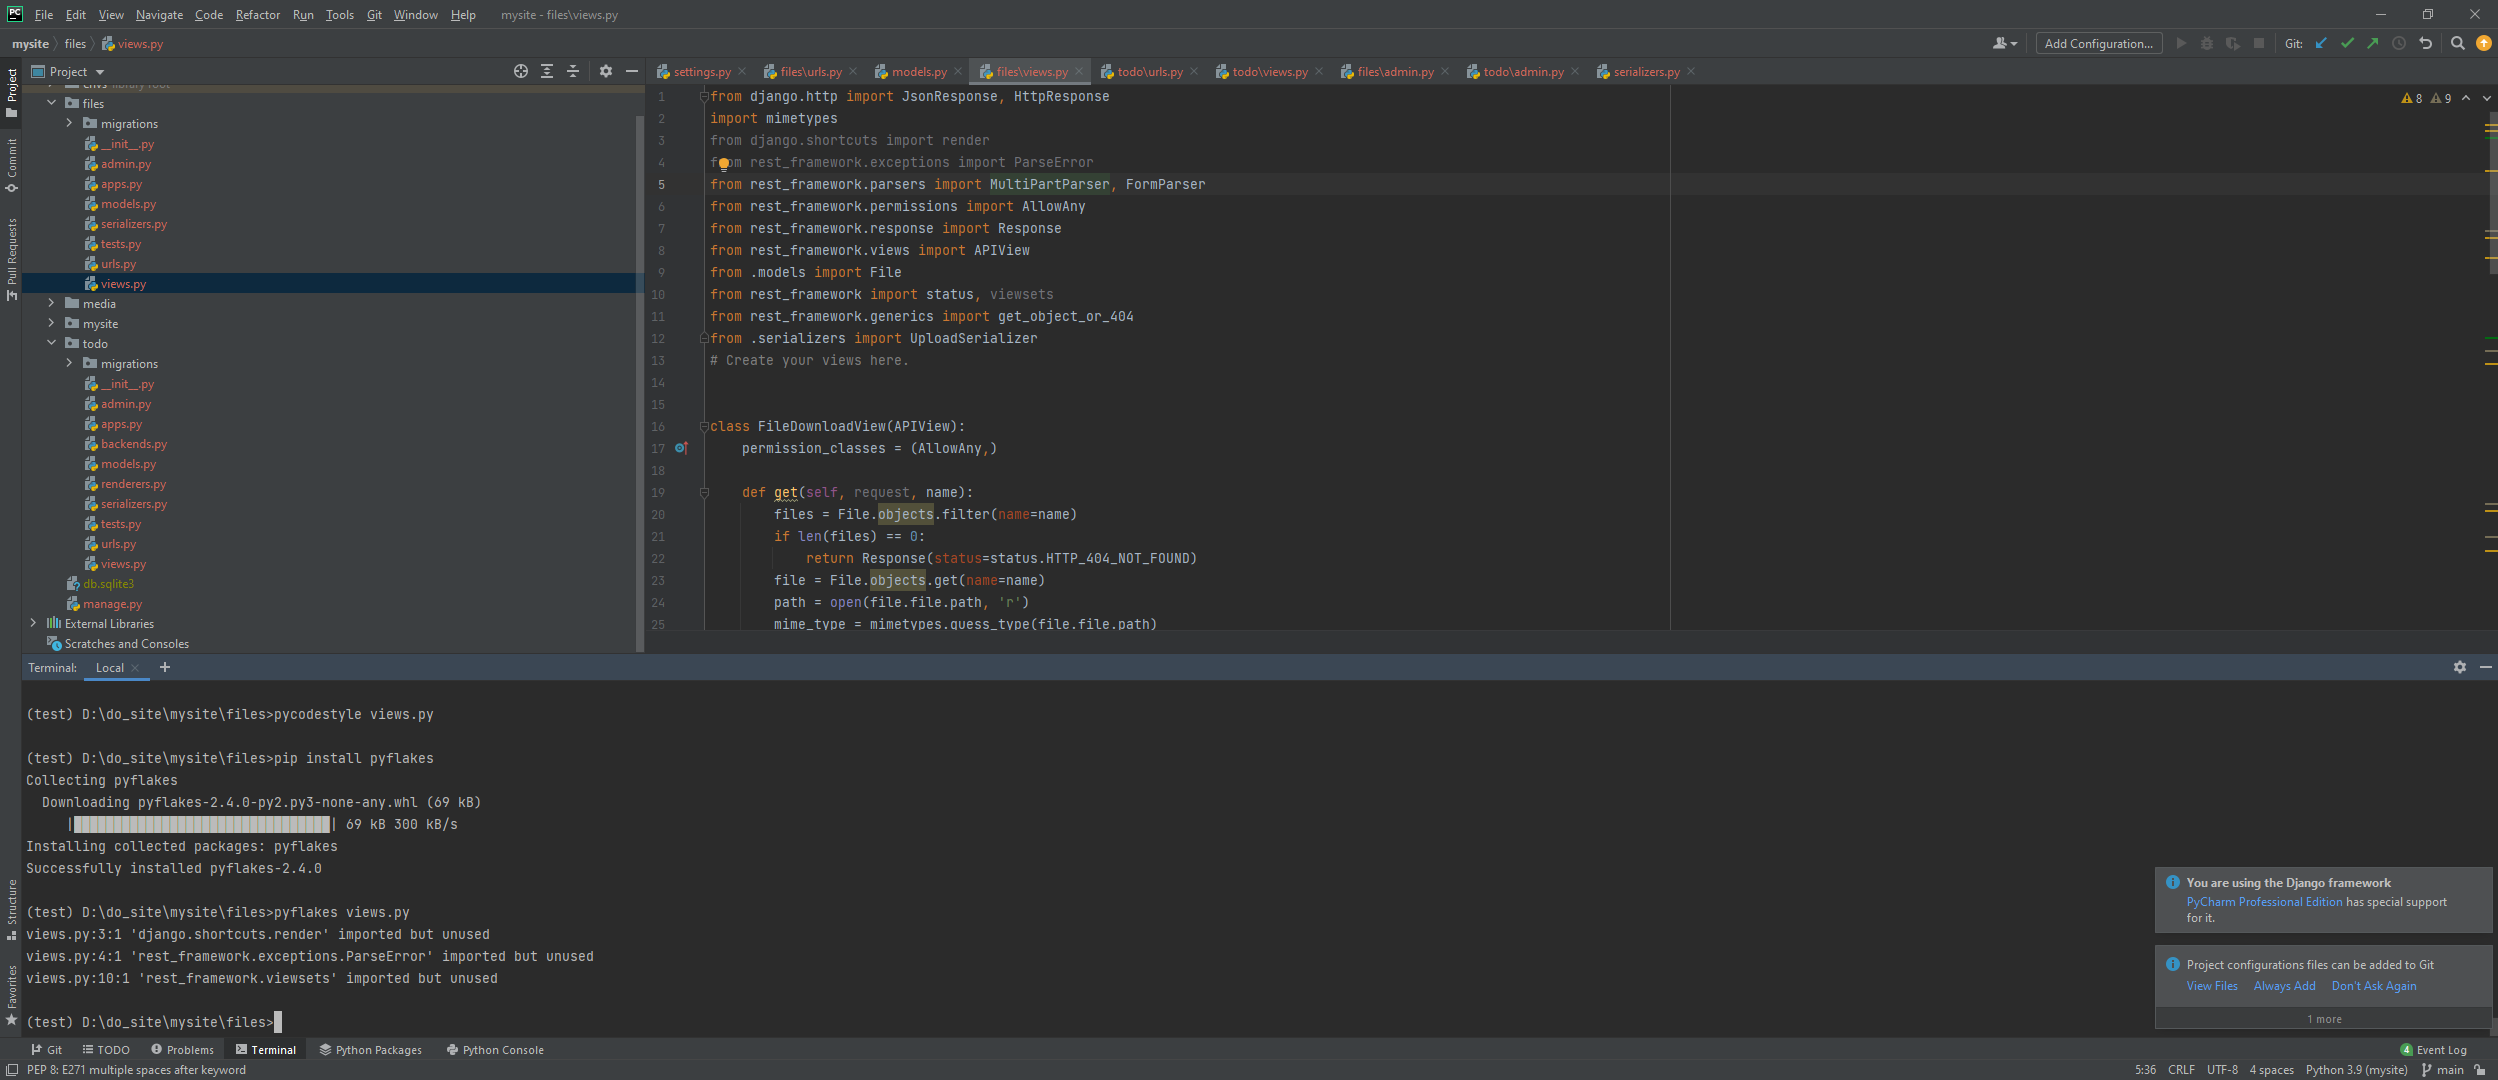 PC File Edit View Navigate Code Refactor Run Tools Git Window Help mysite - files\views.py
mysite files views.py Add Configuration... Git:
Project
settings.py files\urls.py models.py files\views.py todo\urls.py todo\views.py files\admin.py todo\admin.py serializers.py
library root
files
migrations
__init__.py
admin.py
apps.py
models.py
serializers.py
tests.py
urls.py
views.py
media
mysite
todo
migrations
__init__.py
admin.py
apps.py
backends.py
models.py
renderers.py
serializers.py
tests.py
urls.py
views.py
db.sqlite3
manage.py
External Libraries
Scratches and Consoles
Project
Commit
Pull Requests
Structure
Favorites
8 9
1 from django.http import JsonResponse, HttpResponse
2 import mimetypes
3 from django.shortcuts import render
4 from rest_framework.exceptions import ParseError
5 from rest_framework.parsers import MultiPartParser, FormParser
6 from rest_framework.permissions import AllowAny
7 from rest_framework.response import Response
8 from rest_framework.views import APIView
9 from .models import File
10 from rest_framework import status, viewsets
11 from rest_framework.generics import get_object_or_404
12 from .serializers import UploadSerializer
13 # Create your views here.
14
15
16 class FileDownloadView(APIView):
17 permission_classes = (AllowAny,)
18
19 def get(self, request, name):
20 files = File.objects.filter(name=name)
21 if len(files) == 0:
22 return Response(status=status.HTTP_404_NOT_FOUND)
23 file = File.objects.get(name=name)
24 path = open(file.file.path, 'r')
25 mime_type = mimetypes.guess_type(file.file.path)
Terminal: Local
(test) D:\do_site\mysite\files>pycodestyle views.py
(test) D:\do_site\mysite\files>pip install pyflakes
Collecting pyflakes
Downloading pyflakes-2.4.0-py2.py3-none-any.whl (69 kB)
69 kB 300 kB/s
Installing collected packages: pyflakes
Successfully installed pyflakes-2.4.0
(test) D:\do_site\mysite\files>pyflakes views.py
views.py:3:1 'django.shortcuts.render' imported but unused
views.py:4:1 'rest_framework.exceptions.ParseError' imported but unused
views.py:10:1 'rest_framework.viewsets' imported but unused
(test) D:\do_site\mysite\files>
You are using the Django framework
PyCharm Professional Edition has special support
for it.
Project configurations files can be added to Git
View Files Always Add Don't Ask Again
1 more
Git TODO Problems Terminal Python Packages Python Console 4 Event Log
PEP 8: E271 multiple spaces after keyword 5:36 CRLF UTF-8 4 spaces Python 3.9 (mysite) main